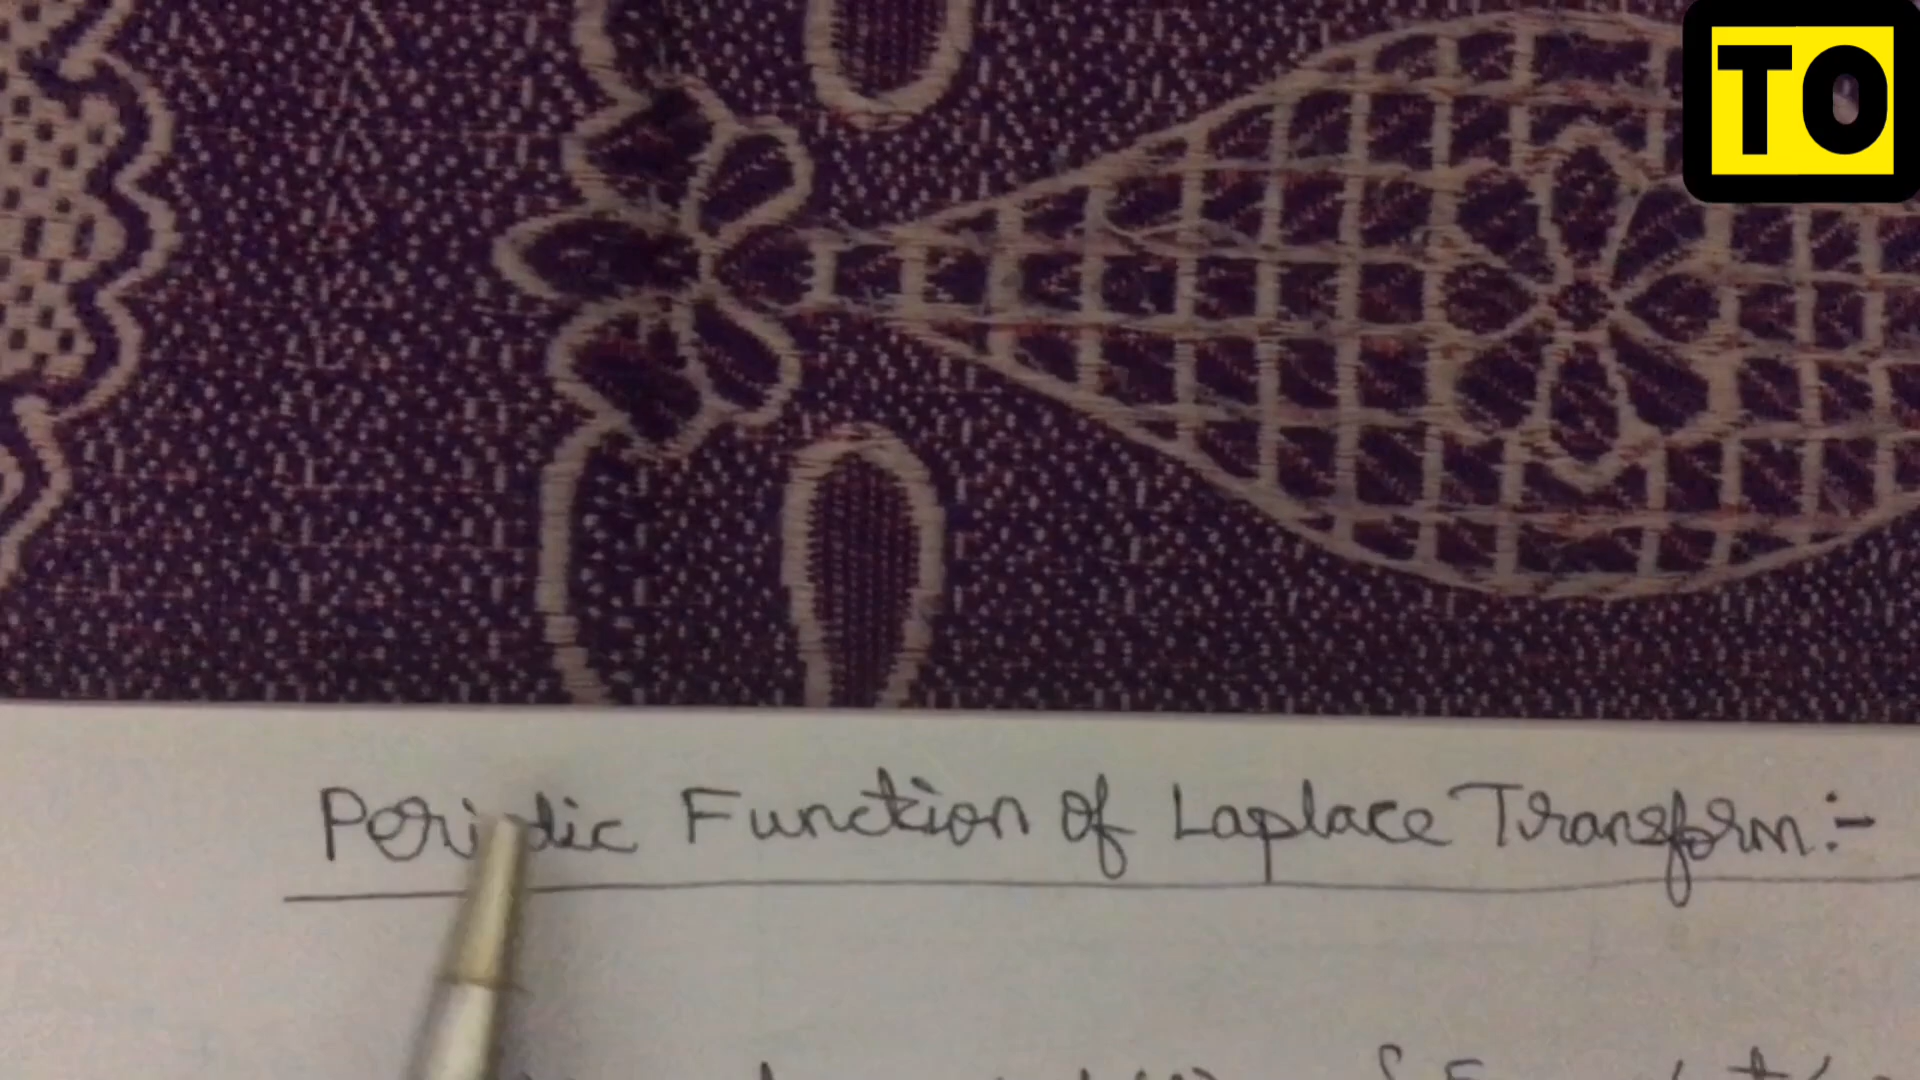 TO
Periodic Function of Laplace Transform:-